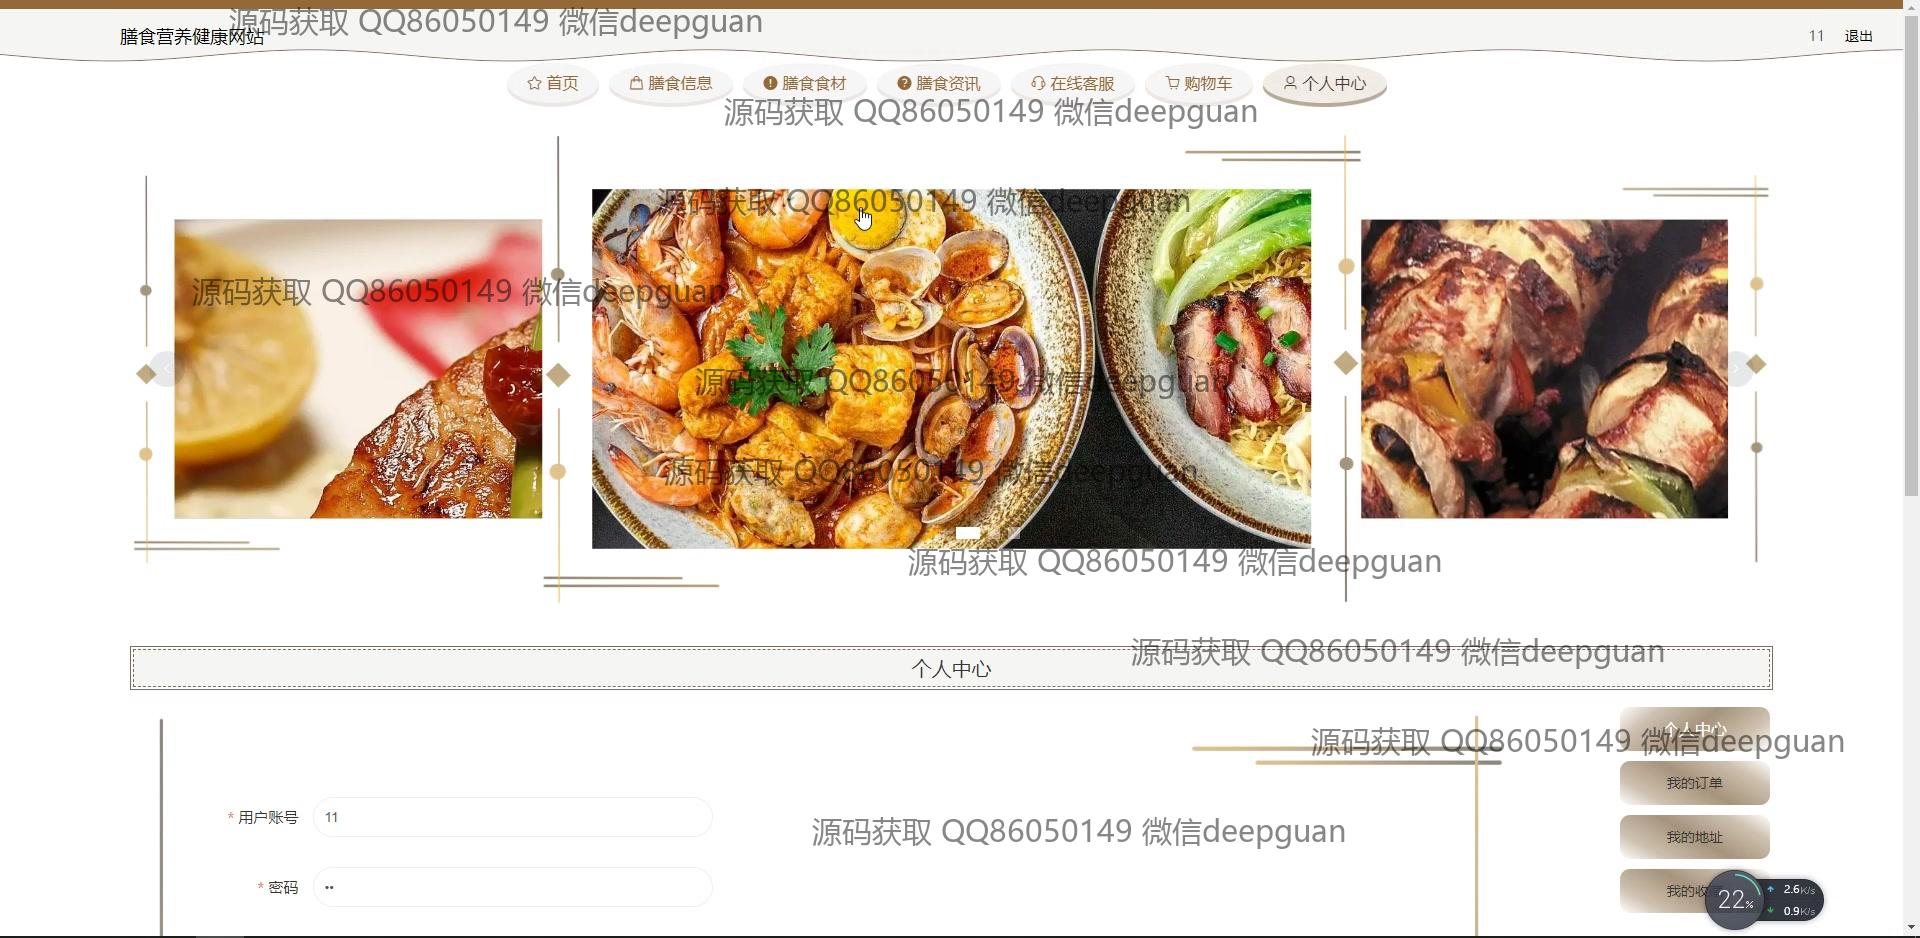 源码获取 QQ86050149 微信deepguan
膳食营养健康网站
11 退出
首页 膳食信息 膳食食材 膳食资讯 在线客服 购物车 个人中心
源码获取 QQ86050149 微信deepguan
源码获取 QQ86050149 微信deepguan
源码获取 QQ86050149 微信deepguan
源码获取 QQ86050149 微信deepguan
源码获取 QQ86050149 微信deepguan
源码获取 QQ86050149 微信deepguan
源码获取 QQ86050149 微信deepguan
个人中心
个人中心
源码获取 QQ86050149 微信deepguan
我的订单
* 用户账号 11
源码获取 QQ86050149 微信deepguan
我的地址
* 密码 ••
我的收
22%
2.6K/s
0.9K/s